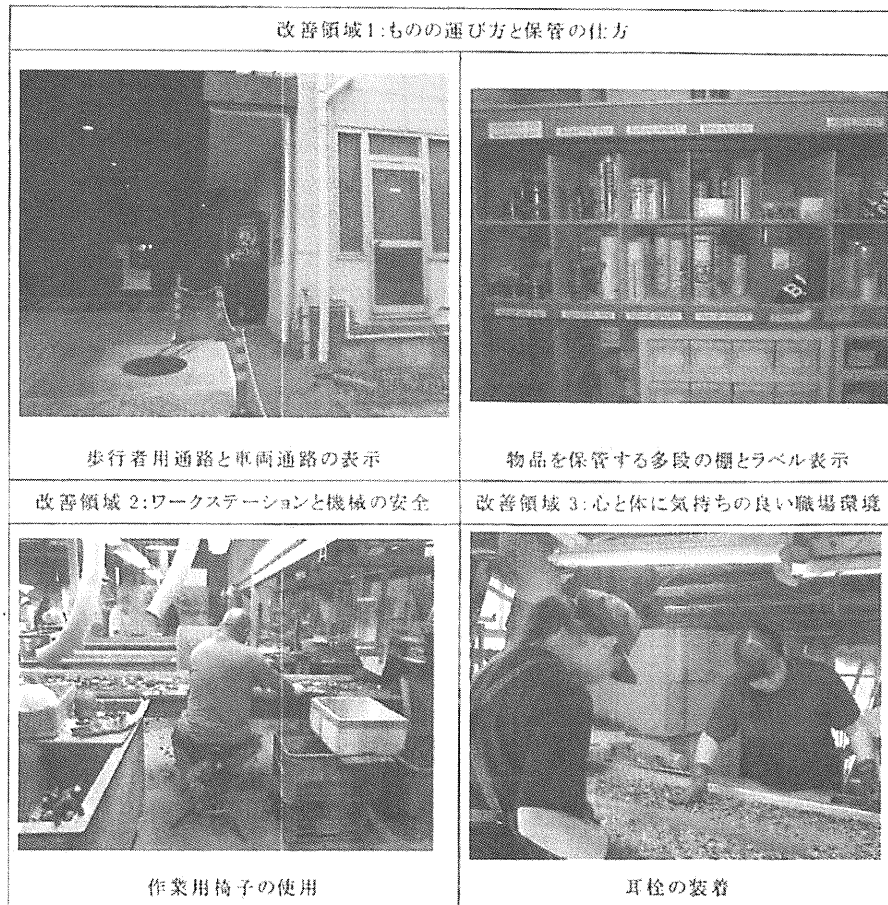 改善領域1:ものの運び方と保管の仕方
歩行者用通路と車両通路の表示
物品を保管する多段の棚とラベル表示
改善領域 2:ワークステーションと機械の安全
改善領域 3:心と体に気持ちの良い職場環境
作業用椅子の使用
耳栓の装着